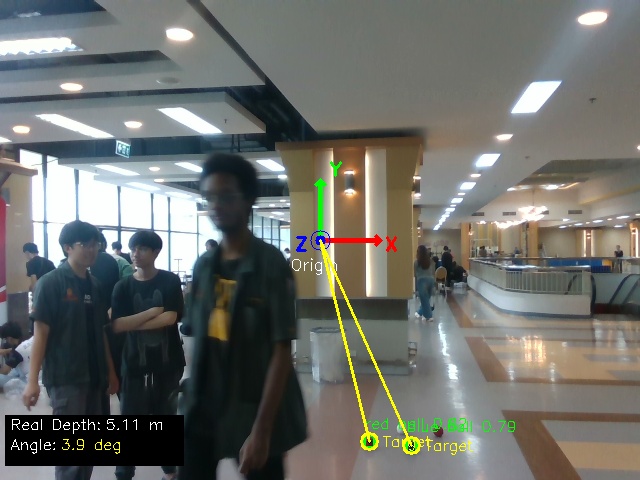 Y
Z
X
Origin
-0.79
Target
Target
Real Depth: 5.11 m
Angle: 3.9 deg